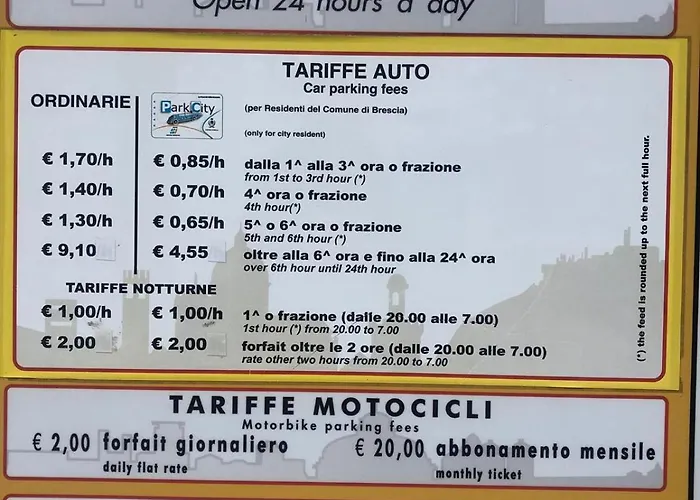 Open 24 hours a day
TARIFFE AUTO
Car parking fees
ORDINARIE
Park City
(per Residenti del Comune di Brescia)
(only for city resident)
€ 1,70/h € 0,85/h dalla 1^ alla 3^ ora o frazione
from 1st to 3rd hour (*)
€ 1,40/h € 0,70/h 4^ ora o frazione
4th hour(*)
€ 1,30/h € 0,65/h 5^ o 6^ ora o frazione
5th and 6th hour (*)
€ 9,10 € 4,55 oltre alla 6^ ora e fino alla 24^ ora
over 6th hour until 24th hour
TARIFFE NOTTURNE
€ 1,00/h € 1,00/h 1^ o frazione (dalle 20.00 alle 7.00)
1st hour (*) from 20.00 to 7.00
€ 2,00 € 2,00 forfait oltre le 2 ore (dalle 20.00 alle 7.00)
rate other two hours from 20.00 to 7.00
(*) the feed is rounded up to the next full hour.
TARIFFE MOTOCICLI
Motorbike parking fees
€ 2,00 forfait giornaliero € 20,00 abbonamento mensile
daily flat rate monthly ticket